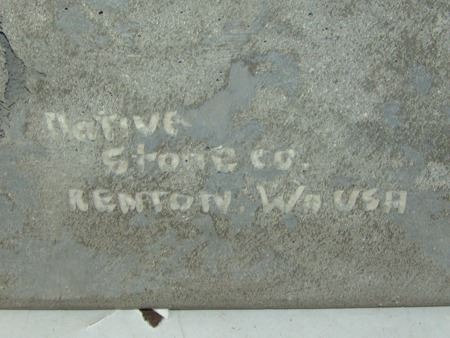 Native
Stone co.
RENTON, Wa USA